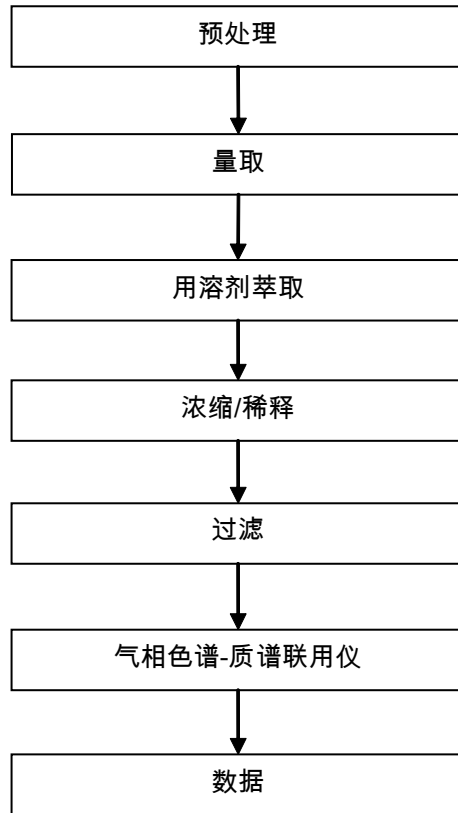 预处理
量取
用溶剂萃取
浓缩/稀释
过滤
气相色谱-质谱联用仪
数据